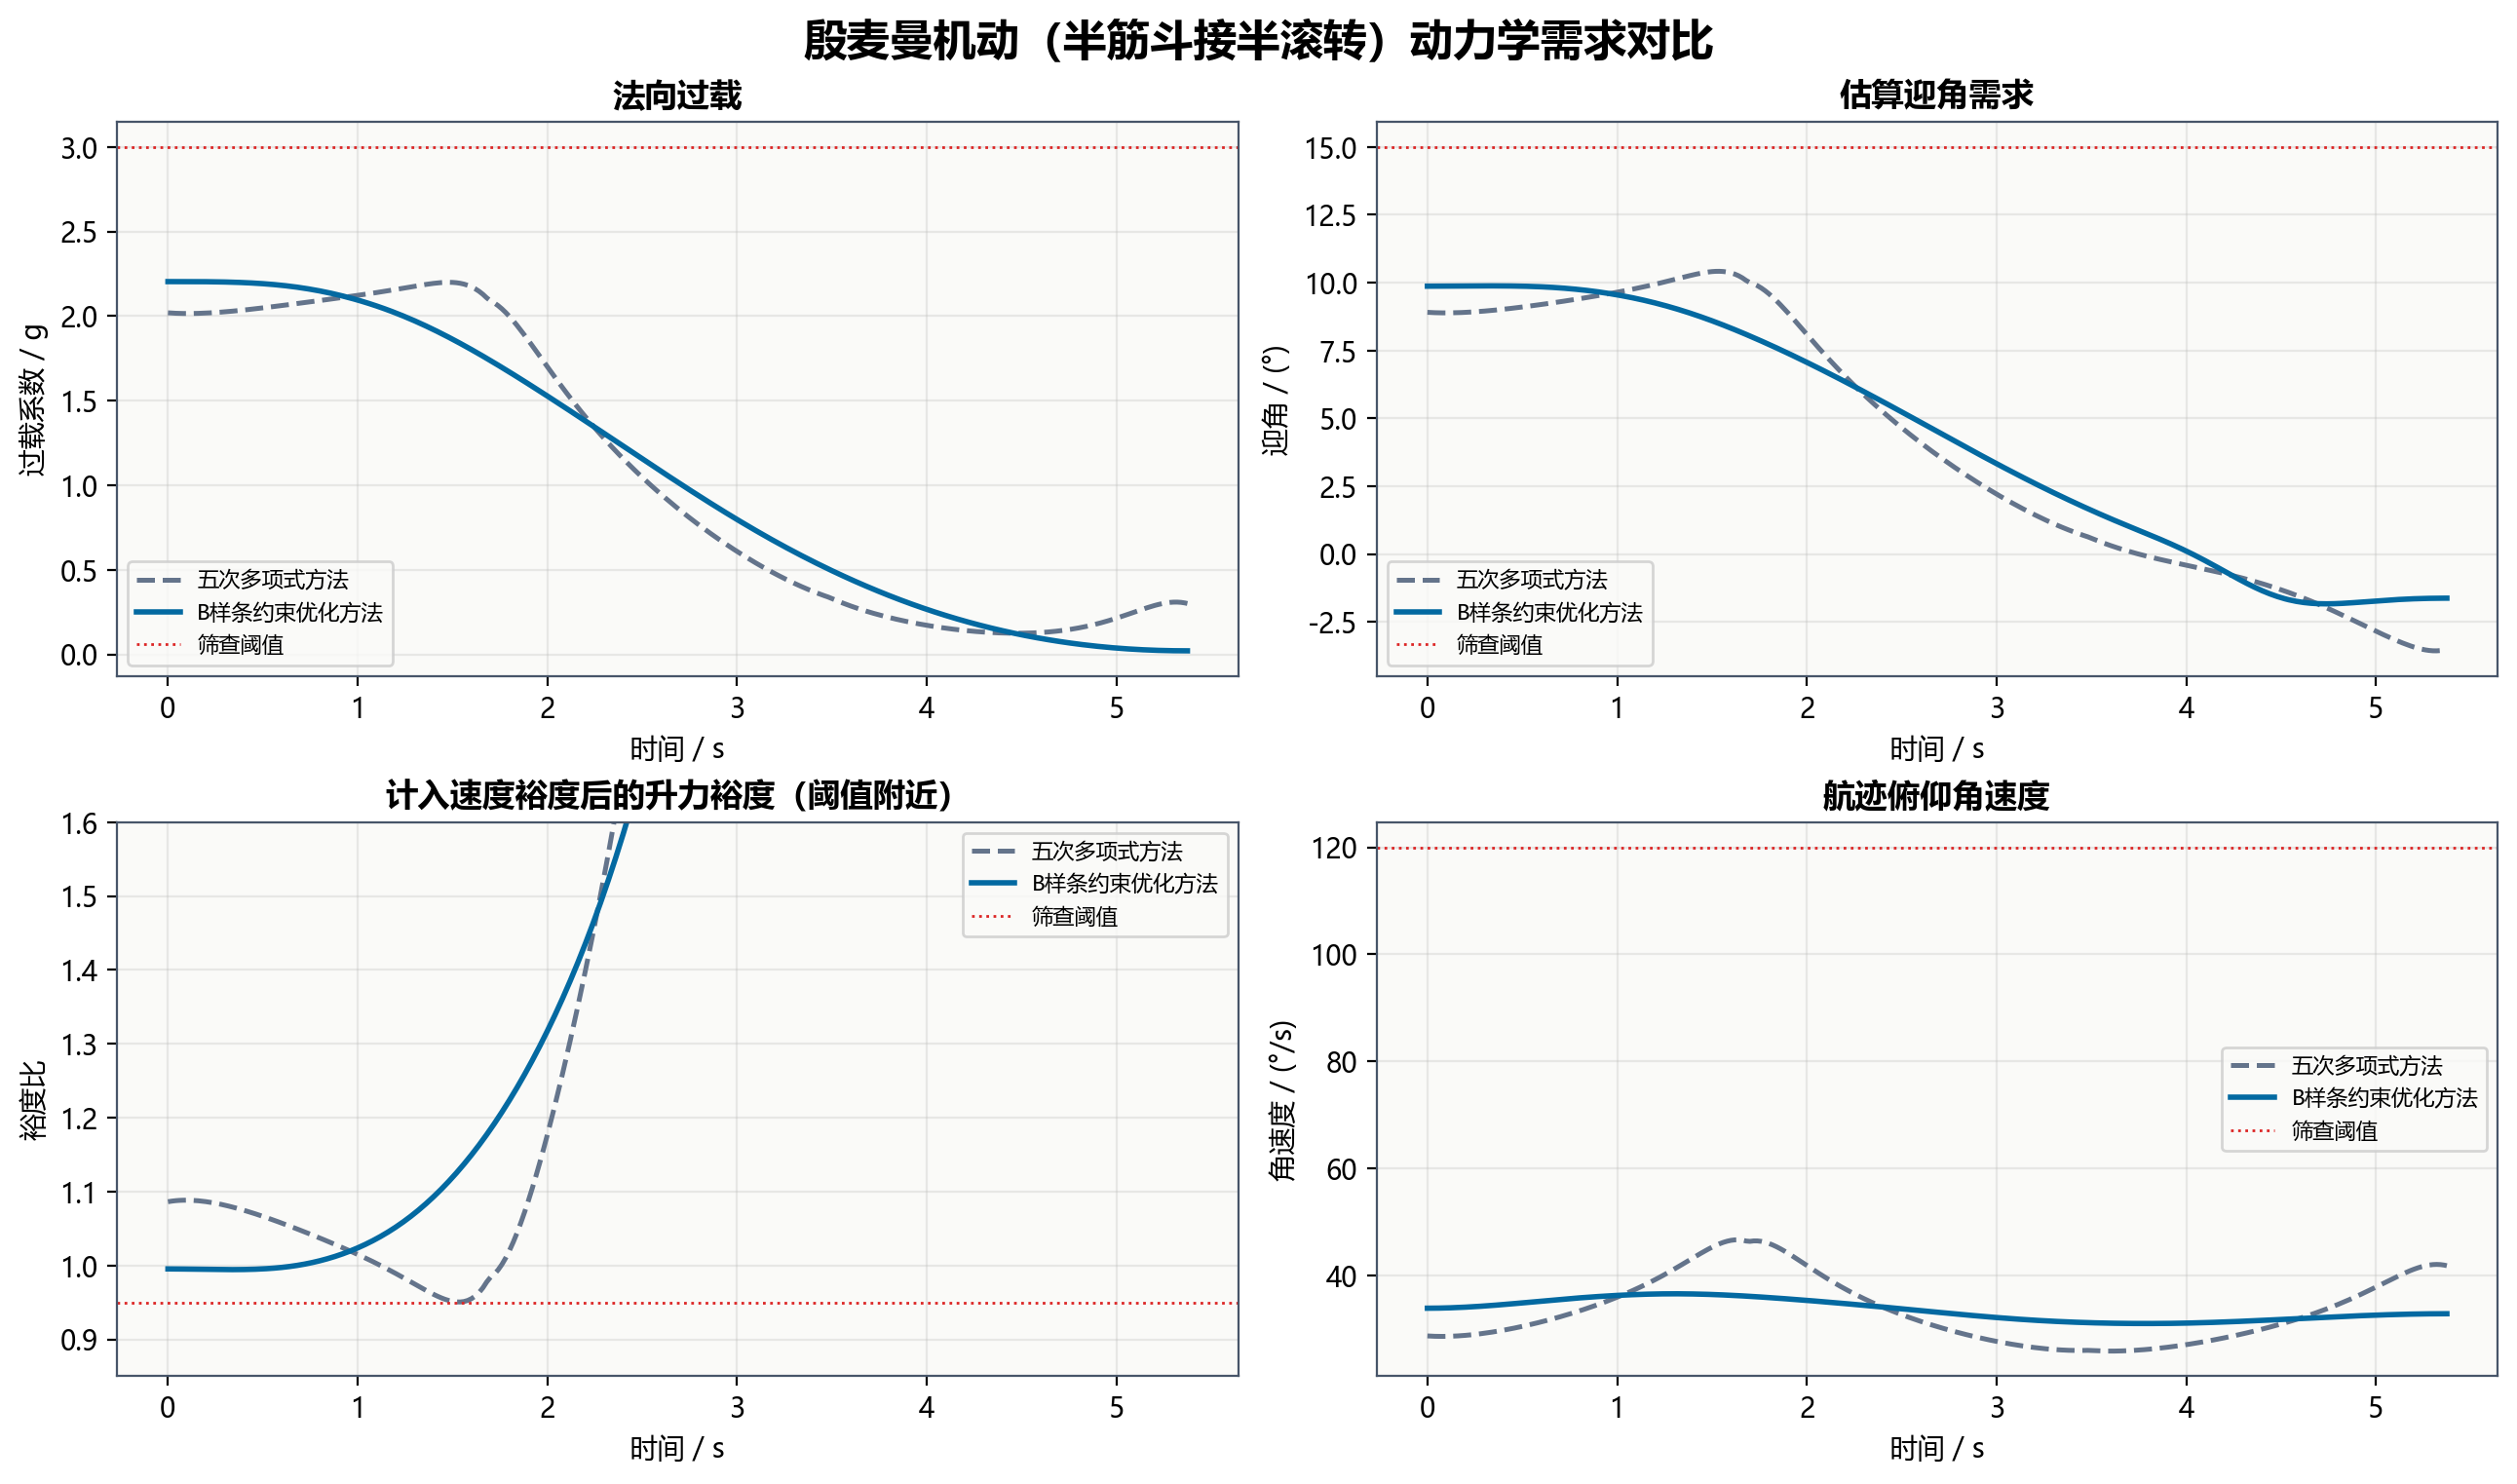 殷麦曼机动（半筋斗接半滚转）动力学需求对比
法向过载
过载系数 / g
3.0
2.5
2.0
1.5
1.0
0.5
0.0
五次多项式方法
B样条约束优化方法
筛查阈值
0 1 2 3 4 5
时间 / s
估算迎角需求
迎角 / (°)
15.0
12.5
10.0
7.5
5.0
2.5
0.0
-2.5
五次多项式方法
B样条约束优化方法
筛查阈值
0 1 2 3 4 5
时间 / s
计入速度裕度后的升力裕度（阈值附近）
裕度比
1.6
1.5
1.4
1.3
1.2
1.1
1.0
0.9
五次多项式方法
B样条约束优化方法
筛查阈值
0 1 2 3 4 5
时间 / s
航迹俯仰角速度
角速度 / (°/s)
120
100
80
60
40
五次多项式方法
B样条约束优化方法
筛查阈值
0 1 2 3 4 5
时间 / s